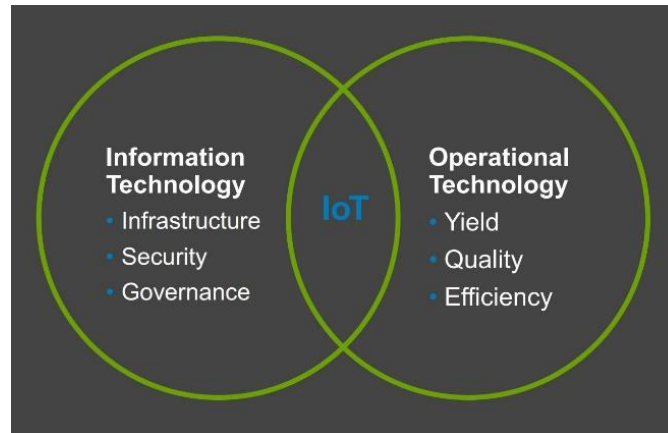 Information
Technology
• Infrastructure
• Security
• Governance
IoT
Operational
Technology
• Yield
• Quality
• Efficiency